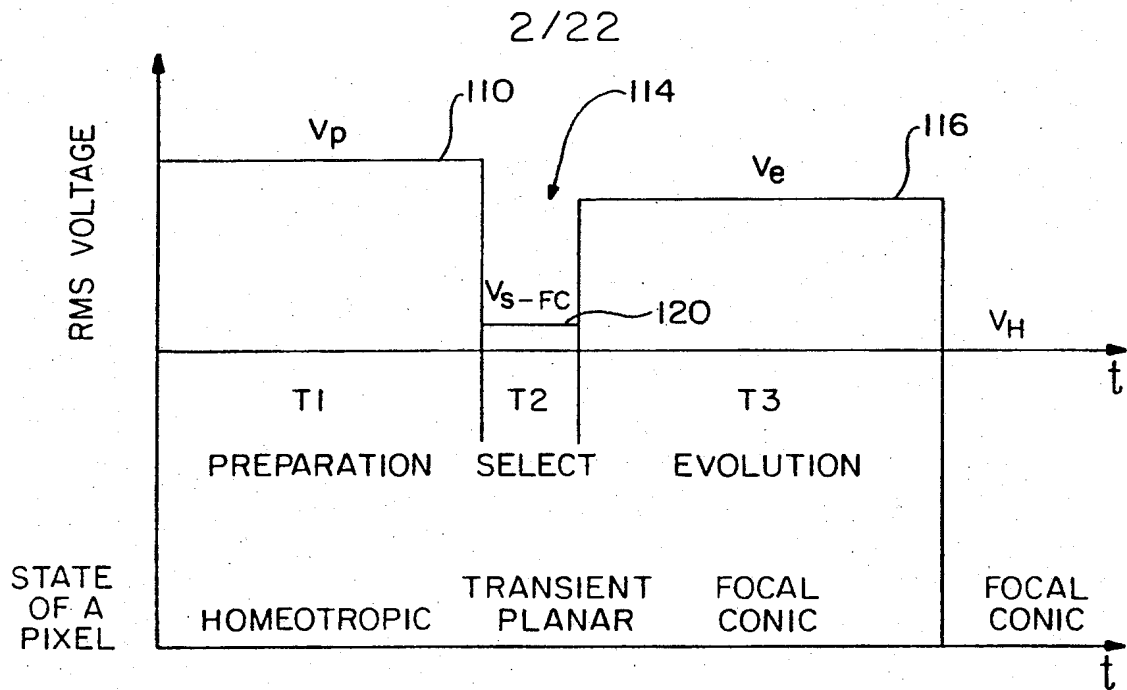 2/22
RMS VOLTAGE
110
114
116
Vp
Ve
Vs-FC
120
VH
t
T1 T2 T3
PREPARATION SELECT EVOLUTION
STATE
OF A
PIXEL
HOMEOTROPIC
TRANSIENT
PLANAR
FOCAL
CONIC
FOCAL
CONIC
t